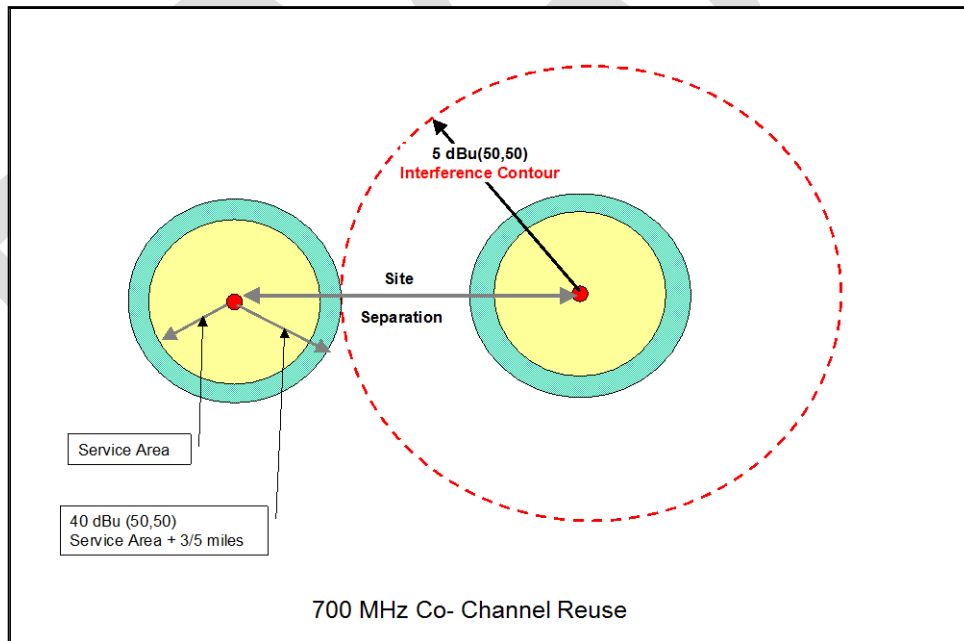 5 dBu(50,50)
Interference Contour
Site
Separation
Service Area
40 dBu (50,50)
Service Area + 3/5 miles
700 MHz Co- Channel Reuse